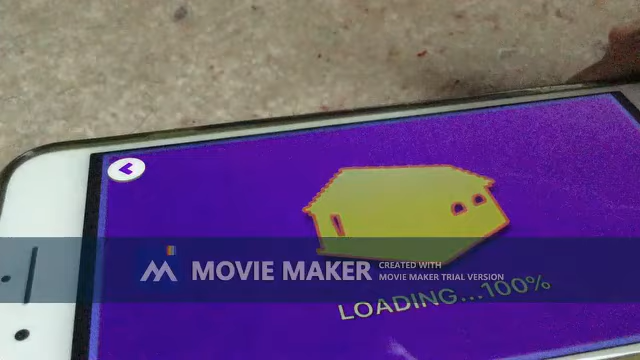 MOVIE MAKER
CREATED WITH
MOVIE MAKER TRIAL VERSION
LOADING...100%